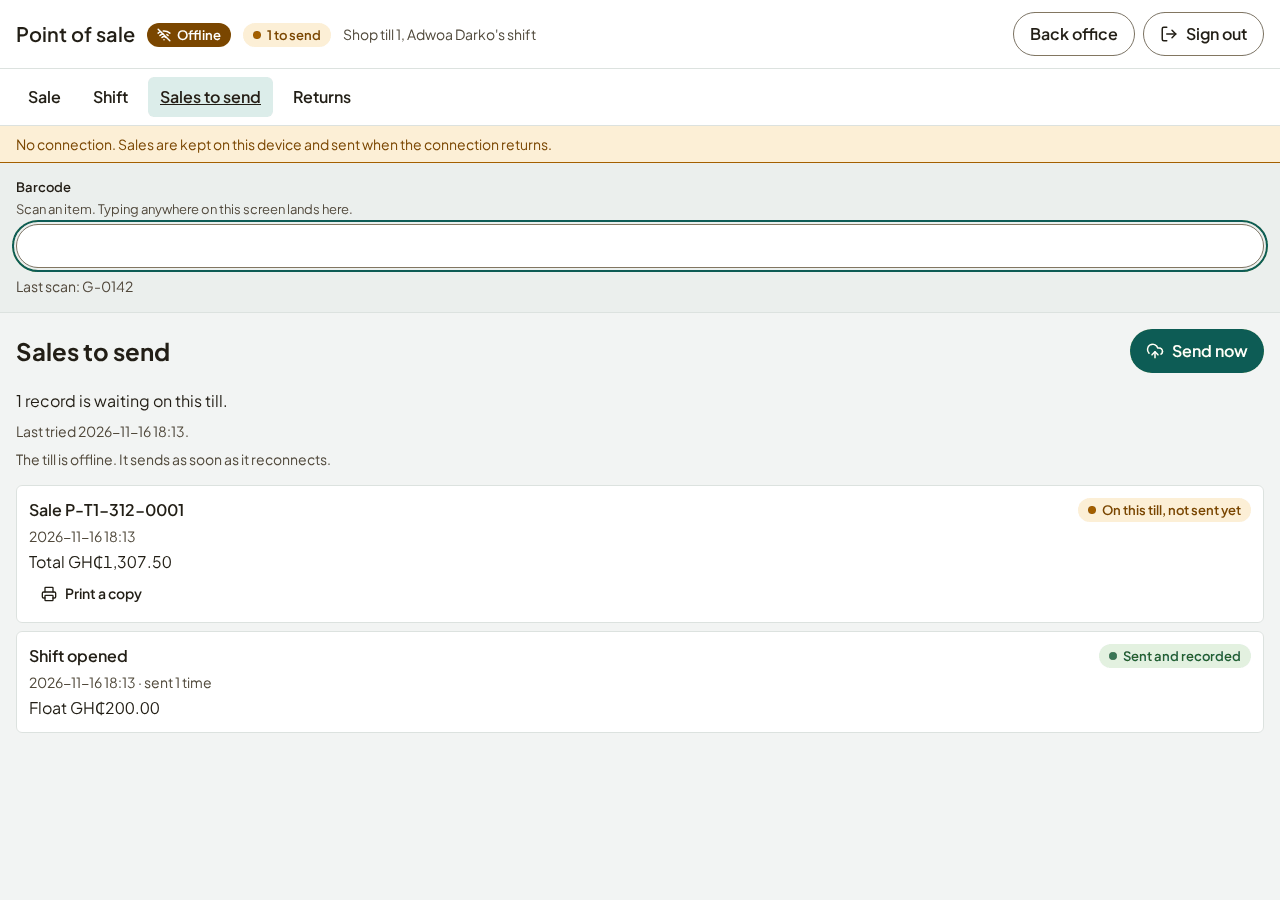 Point of sale
Offline
1 to send
Shop till 1, Adwoa Darko's shift
Back office
Sign out
Sale
Shift
Sales to send
Returns
No connection. Sales are kept on this device and sent when the connection returns.
Barcode
Scan an item. Typing anywhere on this screen lands here.
Last scan: G-0142
Sales to send
Send now
1 record is waiting on this till.
Last tried 2026-11-16 18:13.
The till is offline. It sends as soon as it reconnects.
Sale P-T1-312-0001
On this till, not sent yet
2026-11-16 18:13
Total GH₵1,307.50
Print a copy
Shift opened
Sent and recorded
2026-11-16 18:13 · sent 1 time
Float GH₵200.00